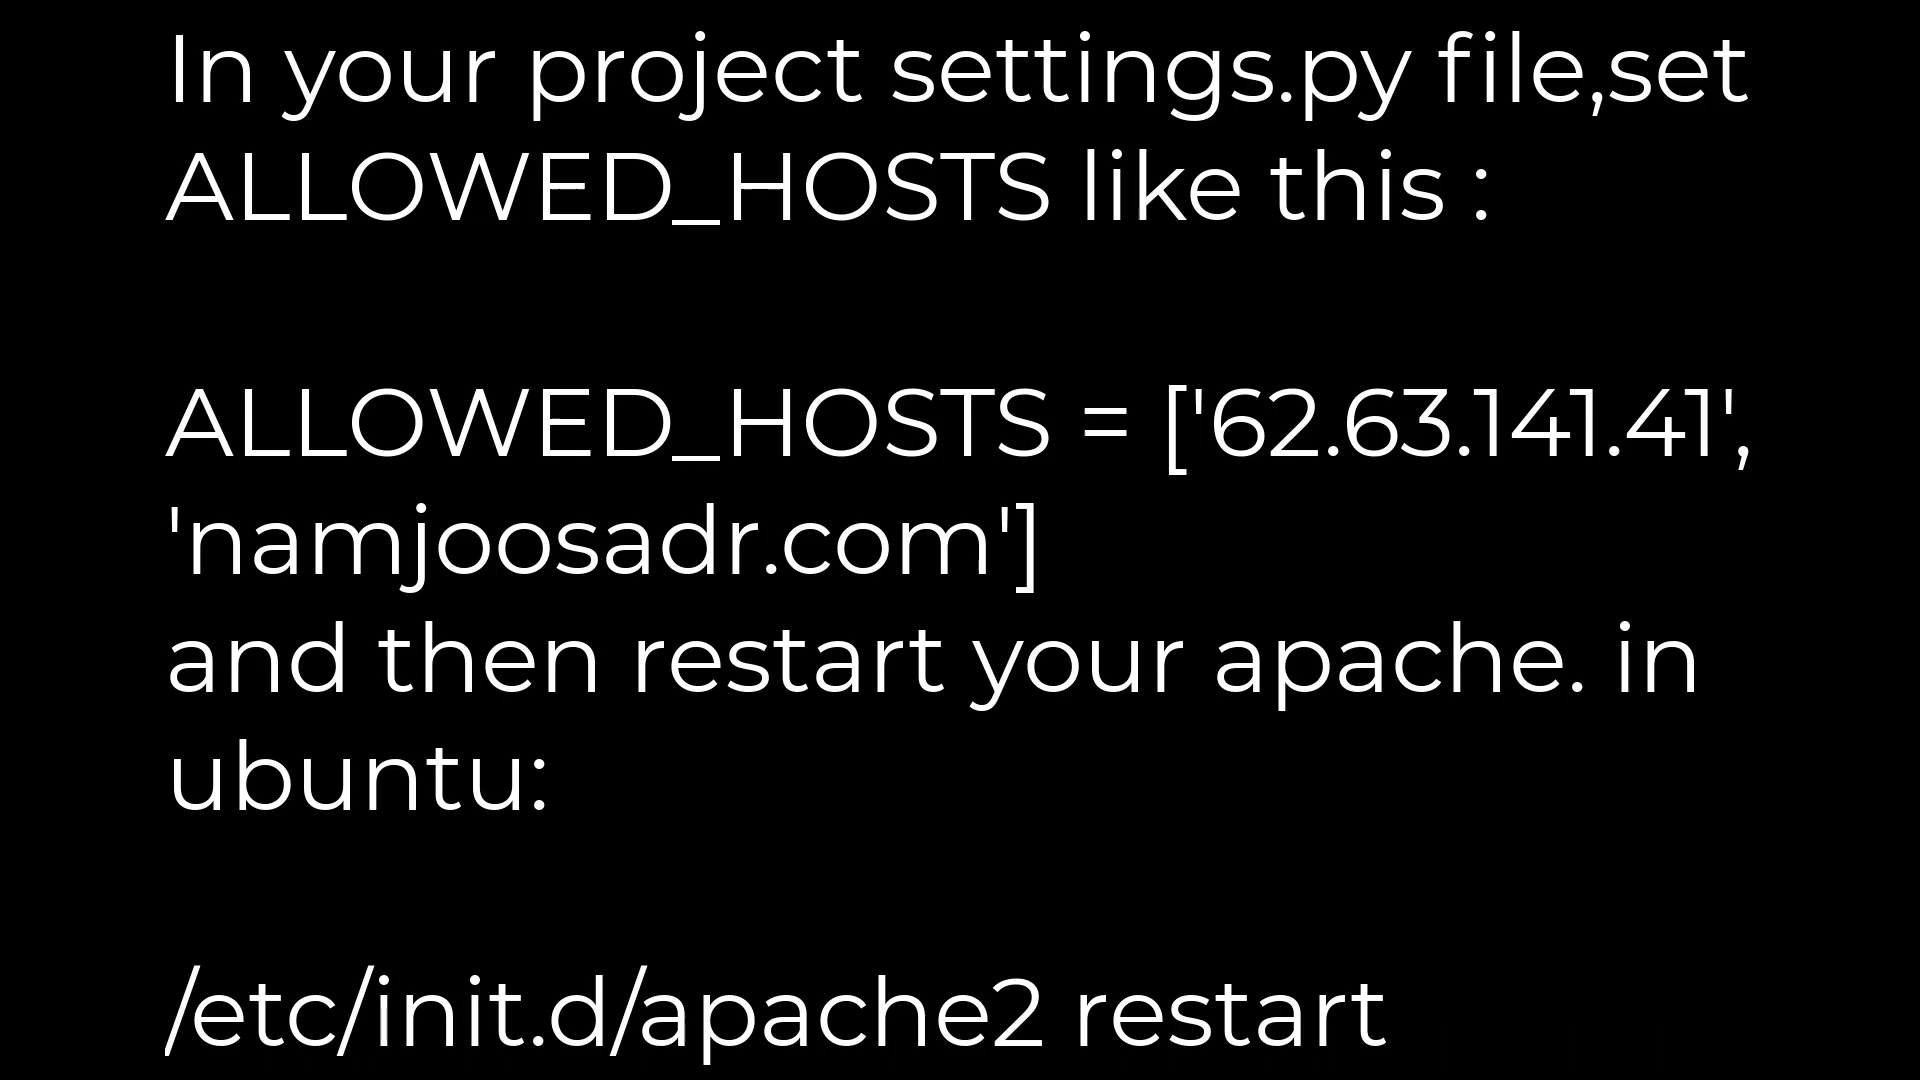 In your project settings.py file,set
ALLOWED_HOSTS like this :
ALLOWED_HOSTS = ['62.63.141.41',
'namjoosadr.com']
and then restart your apache. in
ubuntu:
/etc/init.d/apache2 restart